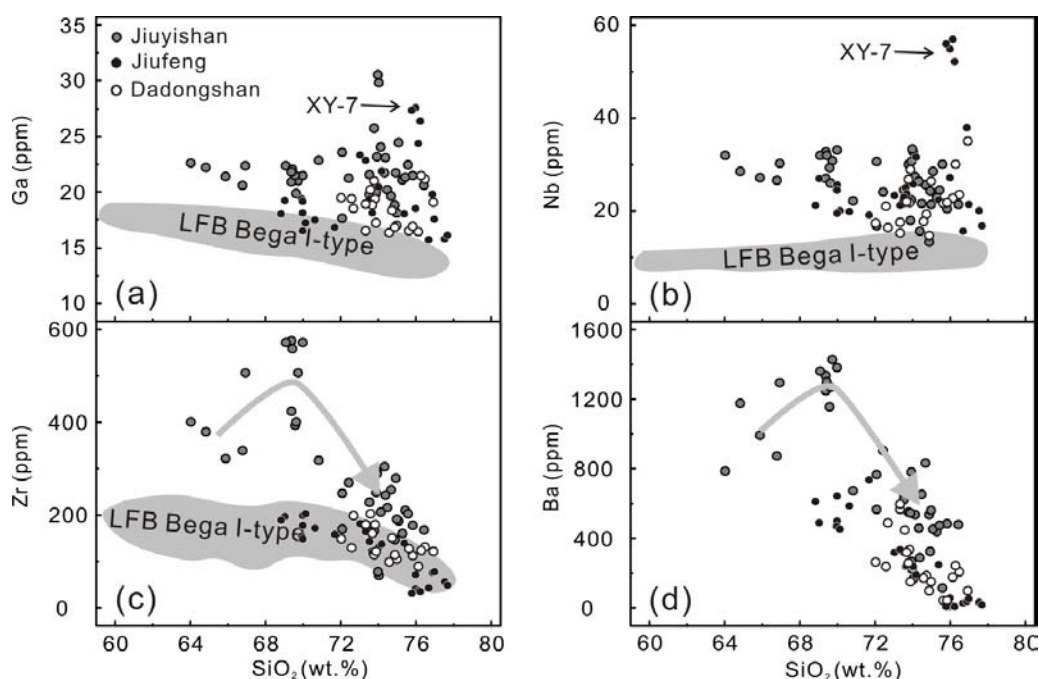 35
30
25
20
15
10
Ga (ppm)
Jiuyishan
Jiufeng
Dadongshan
XY-7
LFB Bega I-type
(a)
60
40
20
0
Nb (ppm)
XY-7
LFB Bega I-type
(b)
600
400
200
0
Zr (ppm)
LFB Bega I-type
(c)
60 64 68 72 76 80
SiO₂ (wt.%)
1600
1200
800
400
0
Ba (ppm)
(d)
60 64 68 72 76 80
SiO₂ (wt.%)